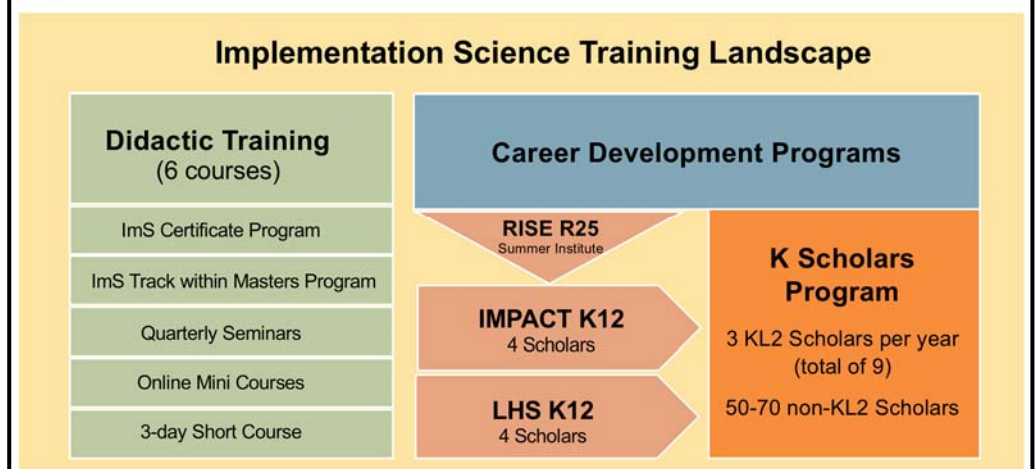 Implementation Science Training Landscape
Didactic Training
(6 courses)
ImS Certificate Program
ImS Track within Masters Program
Quarterly Seminars
Online Mini Courses
3-day Short Course
Career Development Programs
RISE R25
Summer Institute
IMPACT K12
4 Scholars
LHS K12
4 Scholars
K Scholars
Program
3 KL2 Scholars per year
(total of 9)
50-70 non-KL2 Scholars